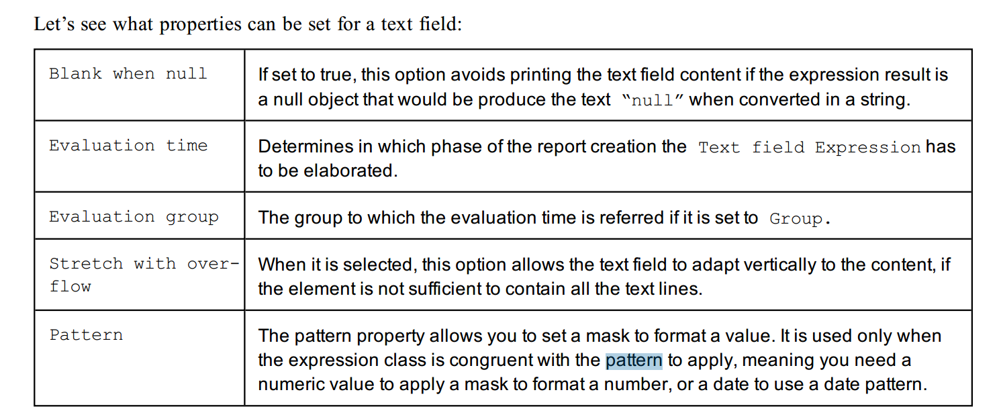 Let’s see what properties can be set for a text field:
Blank when null
If set to true, this option avoids printing the text field content if the expression result is
a null object that would be produce the text “null” when converted in a string.
Evaluation time
Determines in which phase of the report creation the Text field Expression has
to be elaborated.
Evaluation group
The group to which the evaluation time is referred if it is set to Group.
Stretch with over-
flow
When it is selected, this option allows the text field to adapt vertically to the content, if
the element is not sufficient to contain all the text lines.
Pattern
The pattern property allows you to set a mask to format a value. It is used only when
the expression class is congruent with the pattern to apply, meaning you need a
numeric value to apply a mask to format a number, or a date to use a date pattern.